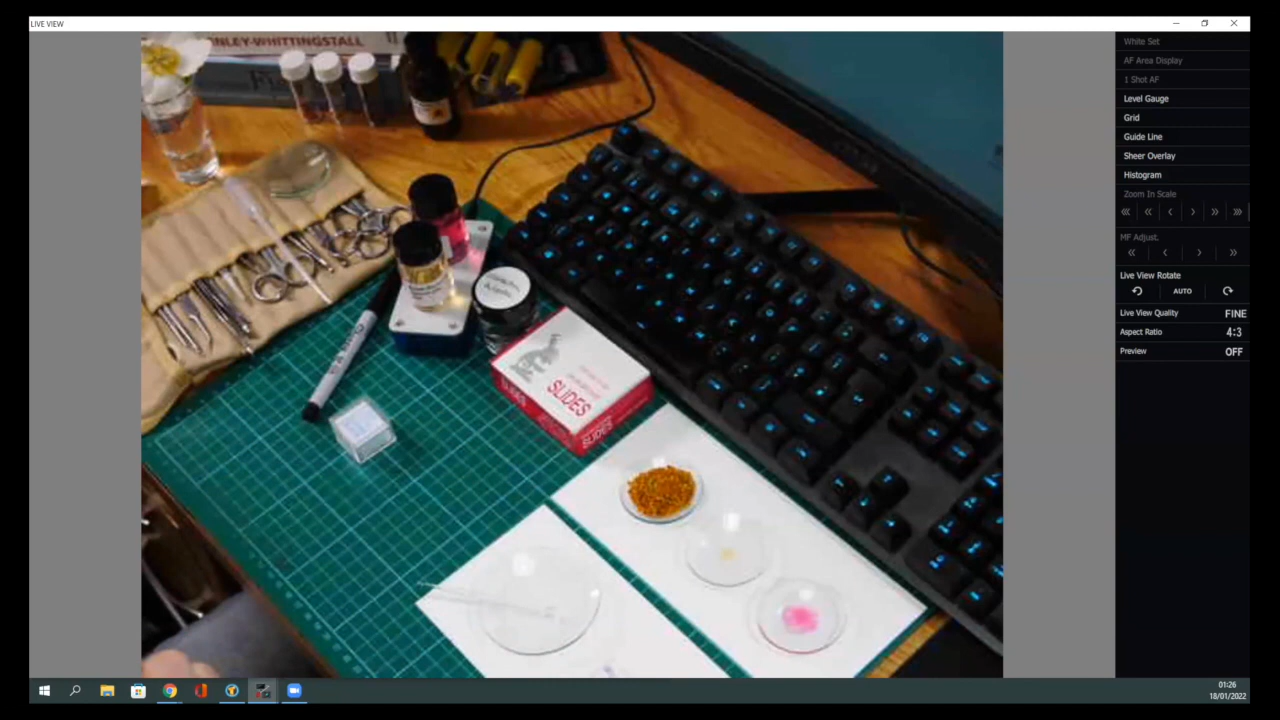 LIVE VIEW
White Set
AF Area Display
1 Shot AF
Level Gauge
Grid
Guide Line
Sheer Overlay
Histogram
Zoom In Scale
MF Adjust.
Live View Rotate
AUTO
Live View Quality FINE
Aspect Ratio 4:3
Preview OFF
NLEY-WHITTINGSTALL
SLIDES
SLIDES
01:26
18/01/2022